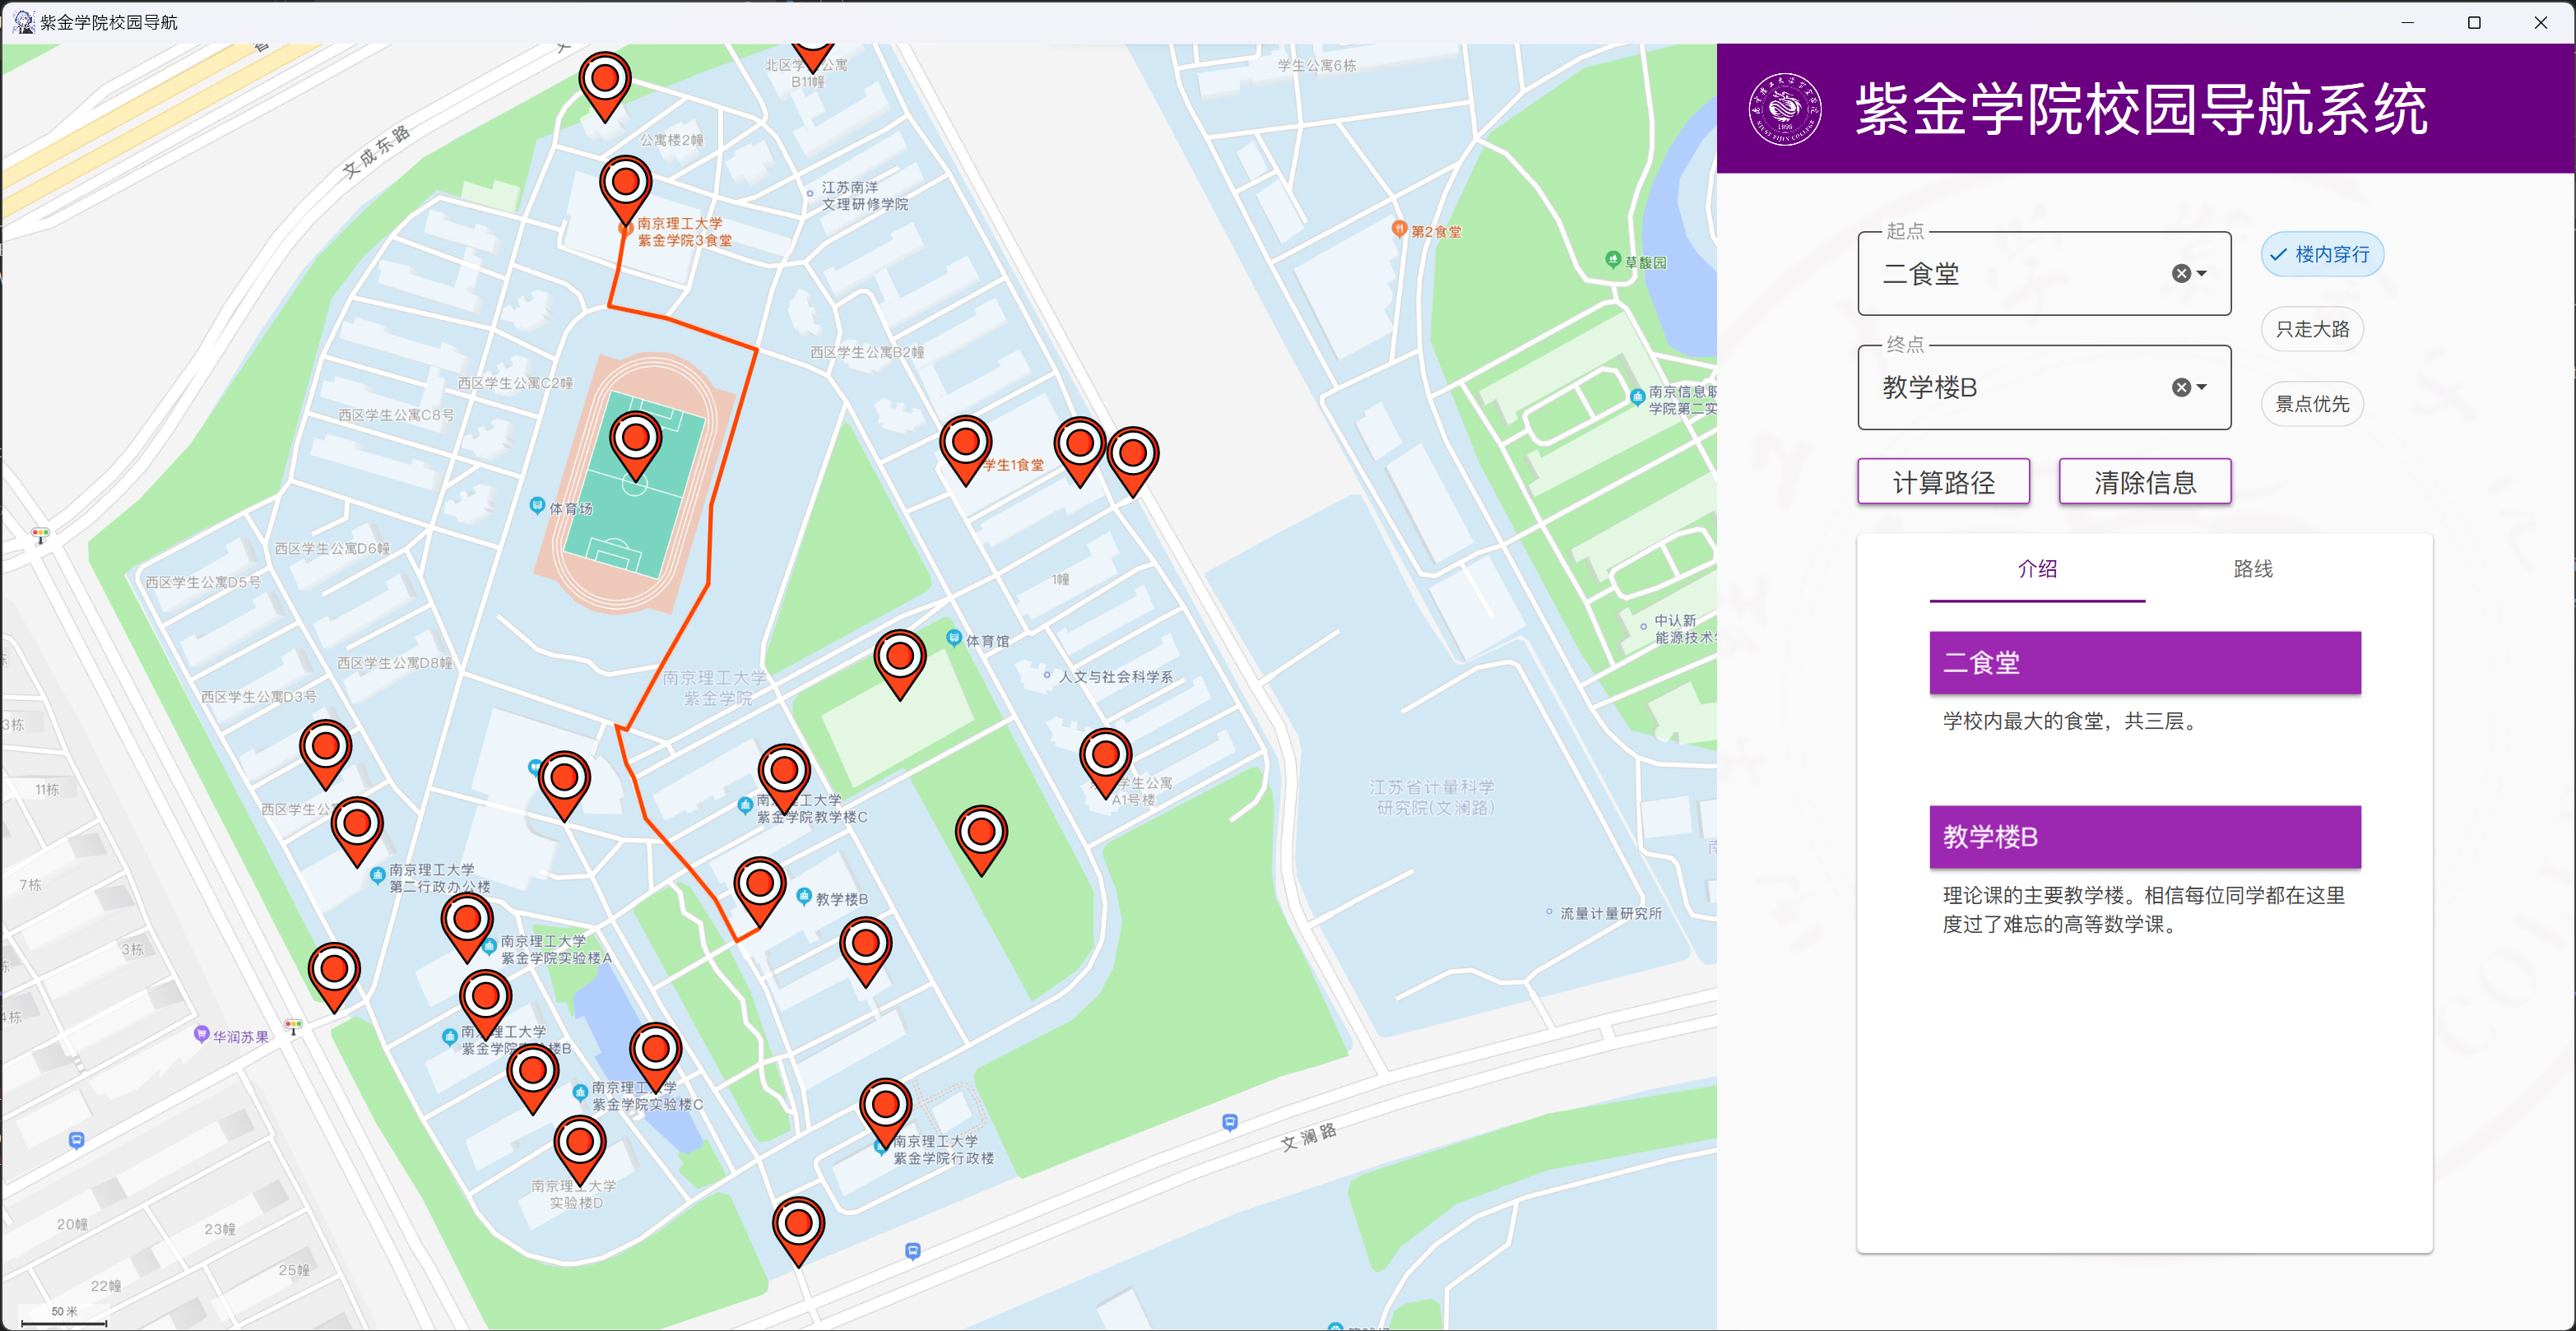 紫金学院校园导航
北区学生公寓
B11幢
学生公寓6栋
公寓楼2幢
文成东路
江苏南洋
文理研修学院
南京理工大学
紫金学院3食堂
第2食堂
草馥园
西区学生公寓B2幢
西区学生公寓C2幢
西区学生公寓C8号
南京信息职
学院第二实
学生1食堂
体育场
西区学生公寓D6幢
西区学生公寓D5号
1幢
中认新
能源技术
体育馆
西区学生公寓D8幢
南京理工大学
紫金学院
人文与社会科学系
西区学生公寓D3号
3栋
11栋
西区学生公
学生公寓
A1号楼
江苏省计量科学
研究院(文澜路)
南京理工大学
紫金学院教学楼C
南京理工大学
第二行政办公楼
7栋
教学楼B
流量计量研究所
南京理工大学
紫金学院实验楼A
3栋
4栋
华润苏果
南京理工大学
紫金学院实验楼B
南京理工大学
紫金学院实验楼C
文澜路
南京理工大学
紫金学院行政楼
南京理工大学
实验楼D
20幢
23幢
25幢
22幢
50 米
紫金学院校园导航系统
1999
NJUST ZIJIN COLLEGE
起点
二食堂
楼内穿行
只走大路
终点
教学楼B
景点优先
计算路径
清除信息
介绍
路线
二食堂
学校内最大的食堂，共三层。
教学楼B
理论课的主要教学楼。相信每位同学都在这里
度过了难忘的高等数学课。